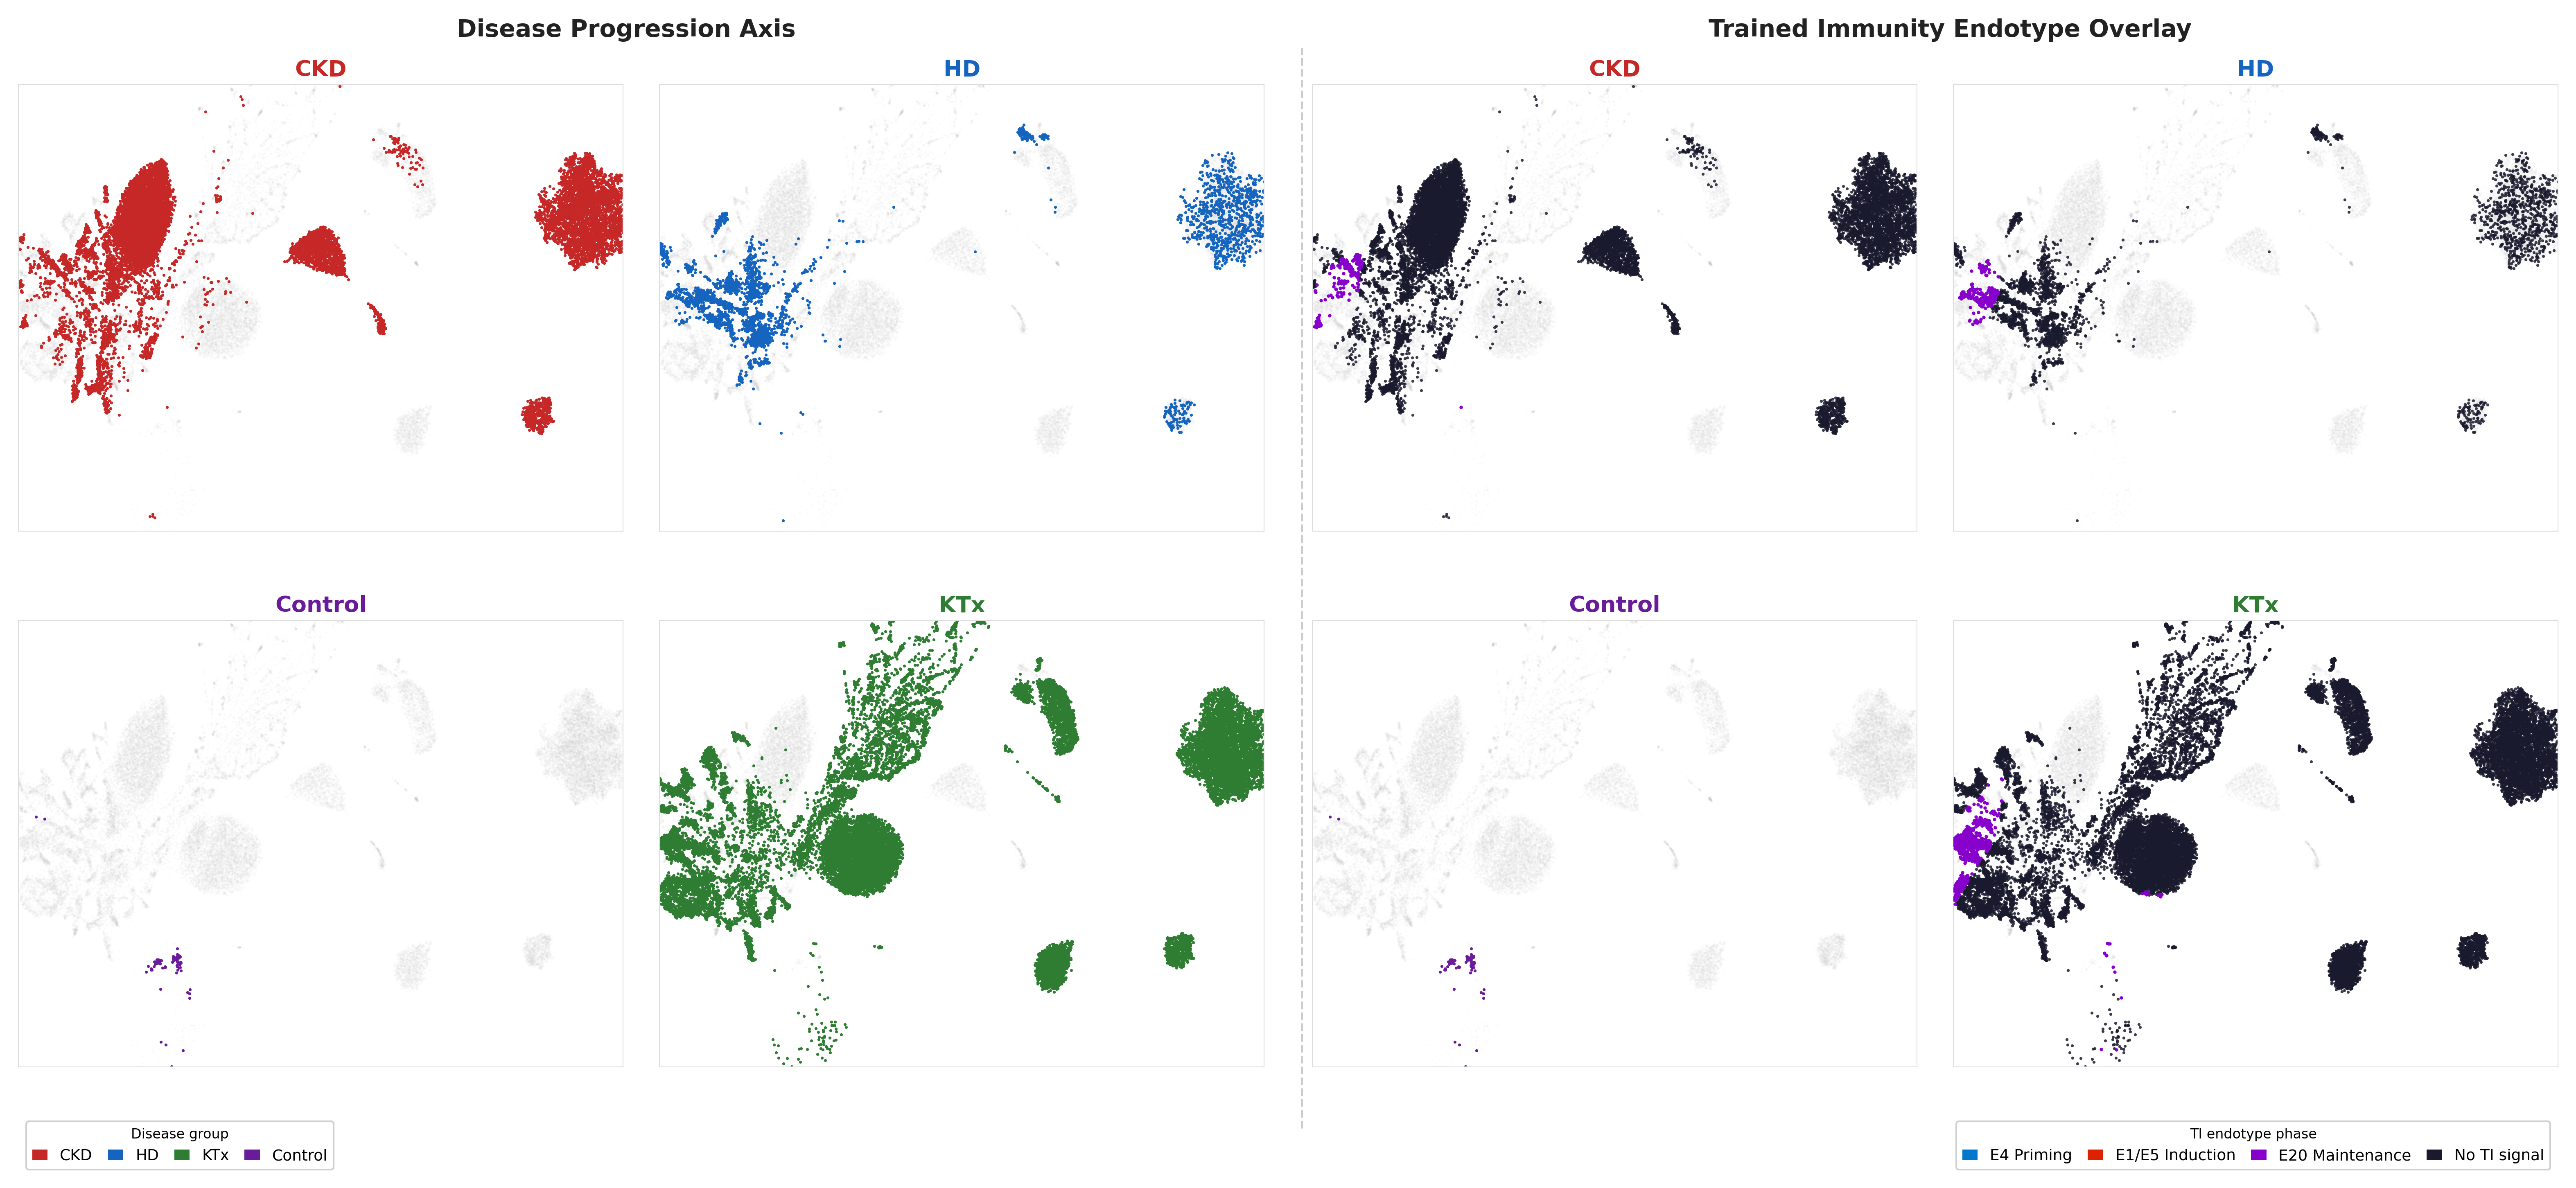 Disease Progression Axis
Trained Immunity Endotype Overlay
CKD
HD
CKD
HD
Control
KTx
Control
KTx
Disease group
CKD
HD
KTx
Control
TI endotype phase
E4 Priming
E1/E5 Induction
E20 Maintenance
No TI signal